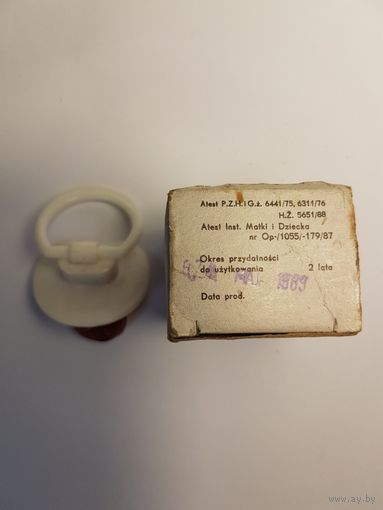 Atest P.Z.H. i G.ż. 6441/75, 6311/76
H.Ż. 5651/88
Atest Inst. Matki i Dziecka
nr Op-/1055/-179/87
Okres przydatności
do użytkowania 2 lata
MAJ 1989
Data prod.
www.ay.by